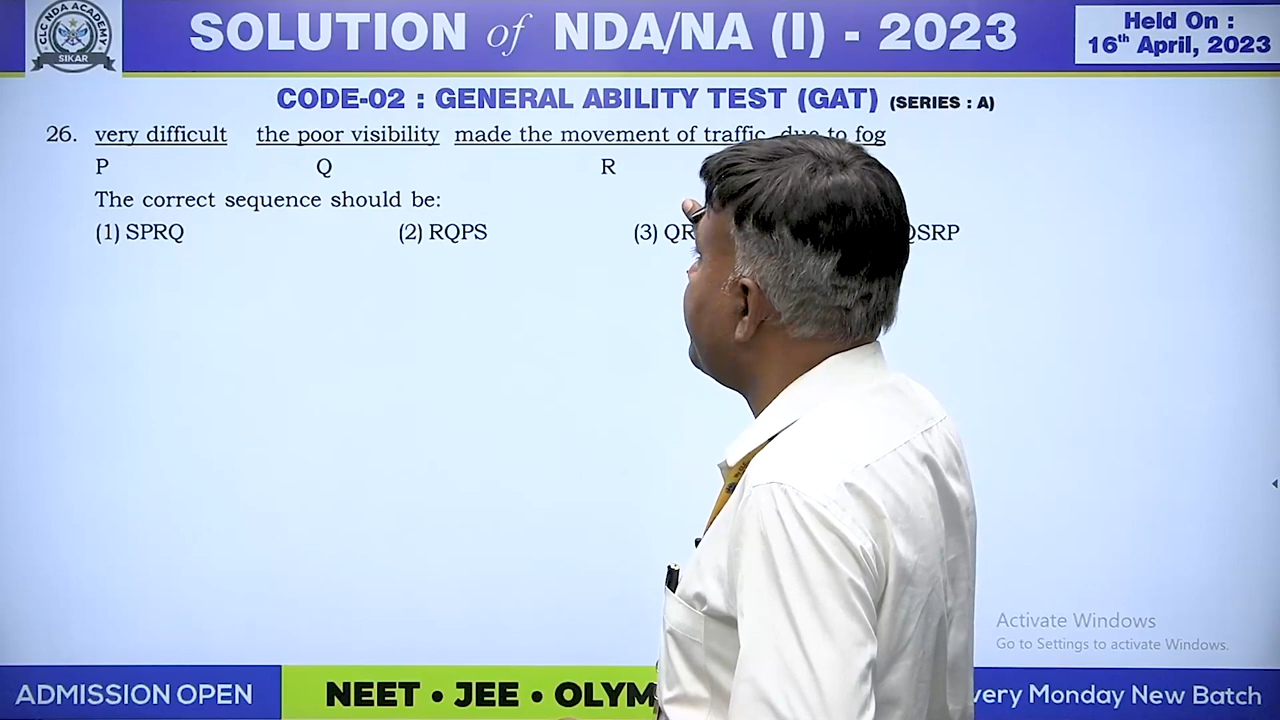 CLC NDA ACADEMY
SIKAR
SOLUTION of NDA/NA (I) - 2023
Held On :
16th April, 2023
CODE-02 : GENERAL ABILITY TEST (GAT) (SERIES : A)
26. very difficult the poor visibility made the movement of traffic due to fog
P Q R
The correct sequence should be:
(1) SPRQ (2) RQPS (3) QSRP
Activate Windows
Go to Settings to activate Windows.
ADMISSION OPEN
NEET • JEE •
Monday New Batch